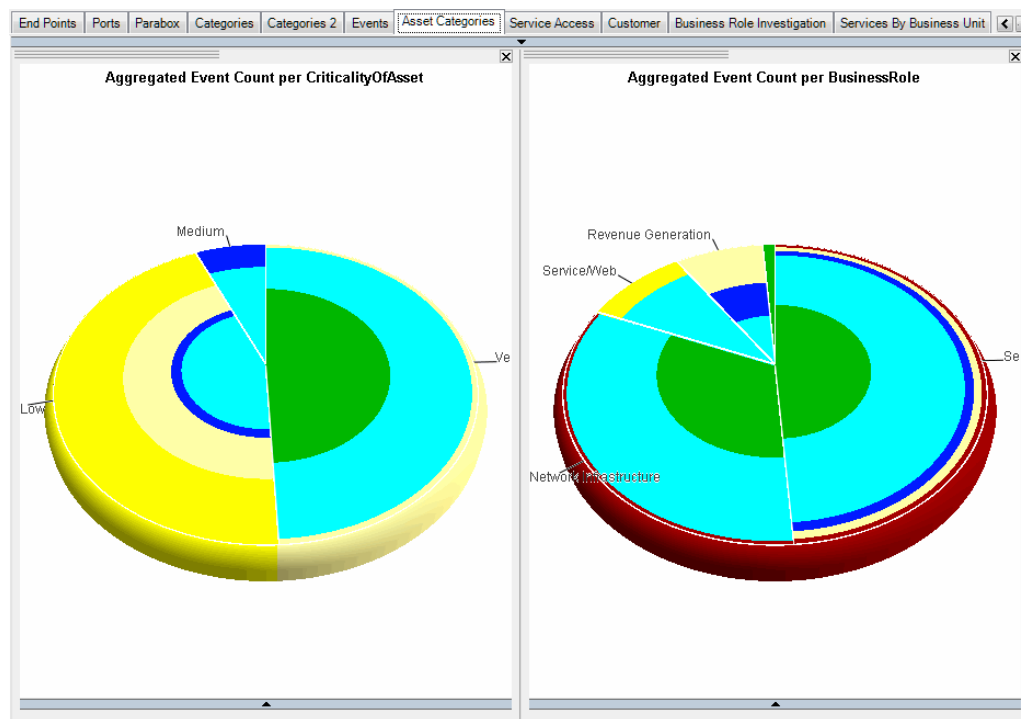 End Points Ports Parabox Categories Categories 2 Events Asset Categories Service Access Customer Business Role Investigation Services By Business Unit
Aggregated Event Count per CriticalityOfAsset
Medium
Ve
Low
Aggregated Event Count per BusinessRole
Revenue Generation
Service/Web
Se
Network Infrastructure